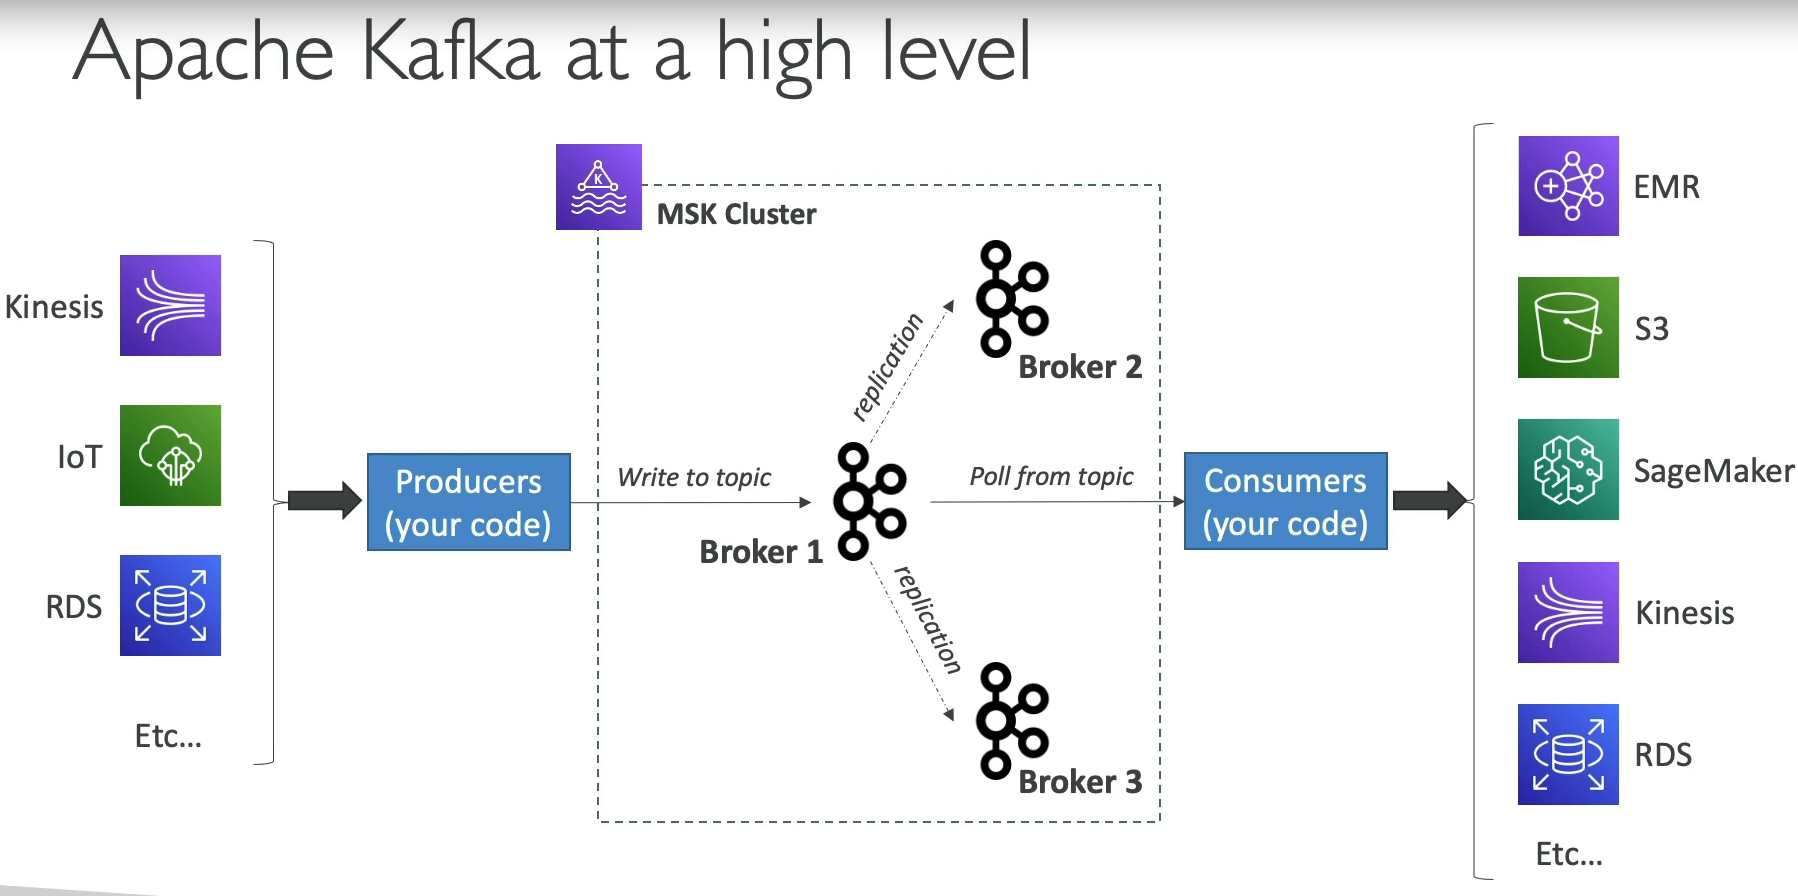 Apache Kafka at a high level
Kinesis
IoT
RDS
Etc...
Producers
(your code)
K
MSK Cluster
Write to topic
Broker 1
replication
Broker 2
replication
Broker 3
Poll from topic
Consumers
(your code)
EMR
S3
SageMaker
Kinesis
RDS
Etc...